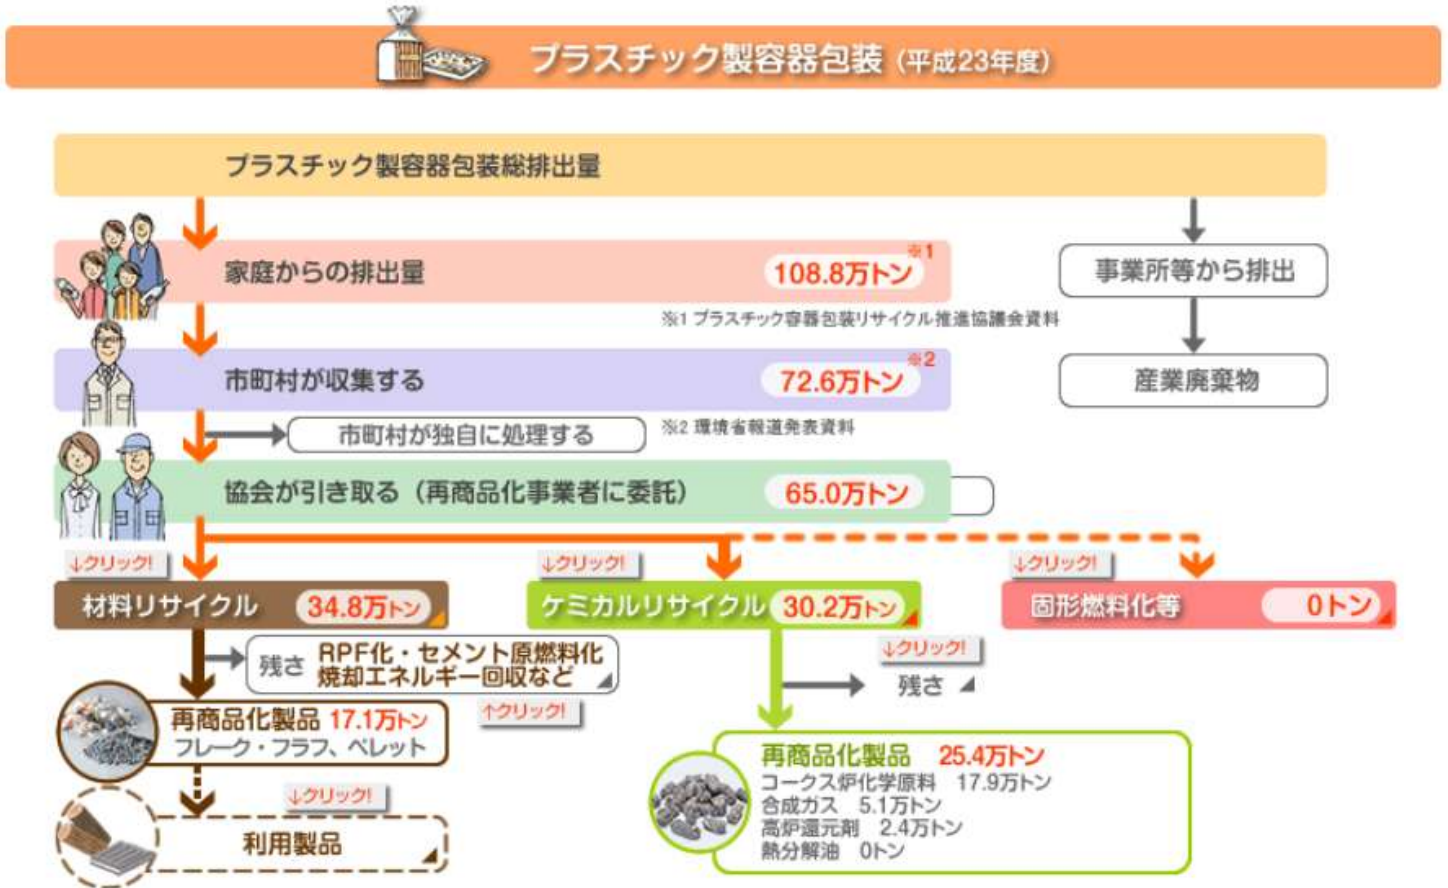 プラスチック製容器包装 (平成23年度)
プラスチック製容器包装総排出量
家庭からの排出量 108.8万トン ※1
事業所等から排出
※1 プラスチック容器包装リサイクル推進協議会資料
市町村が収集する 72.6万トン ※2
産業廃棄物
市町村が独自に処理する
※2 環境省報道発表資料
協会が引き取る (再商品化事業者に委託) 65.0万トン
↓クリック!
↓クリック!
↓クリック!
材料リサイクル 34.8万トン
ケミカルリサイクル 30.2万トン
固形燃料化等 0トン
残さ RPF化・セメント原燃料化
焼却エネルギー回収など
↑クリック!
↓クリック!
残さ
再商品化製品 17.1万トン
フレーク・フラフ、ペレット
↓クリック!
利用製品
再商品化製品 25.4万トン
コークス炉化学原料 17.9万トン
合成ガス 5.1万トン
高炉還元剤 2.4万トン
熱分解油 0トン